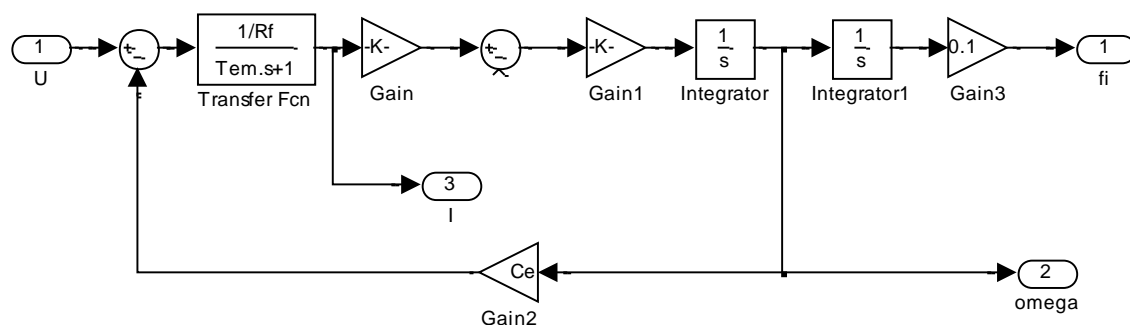 1
U
1/Rf
Tem.s+1
Transfer Fcn
-K-
Gain
-K-
Gain1
1
s
Integrator
1
s
Integrator1
0.1
Gain3
1
fi
3
I
Ce
Gain2
2
omega